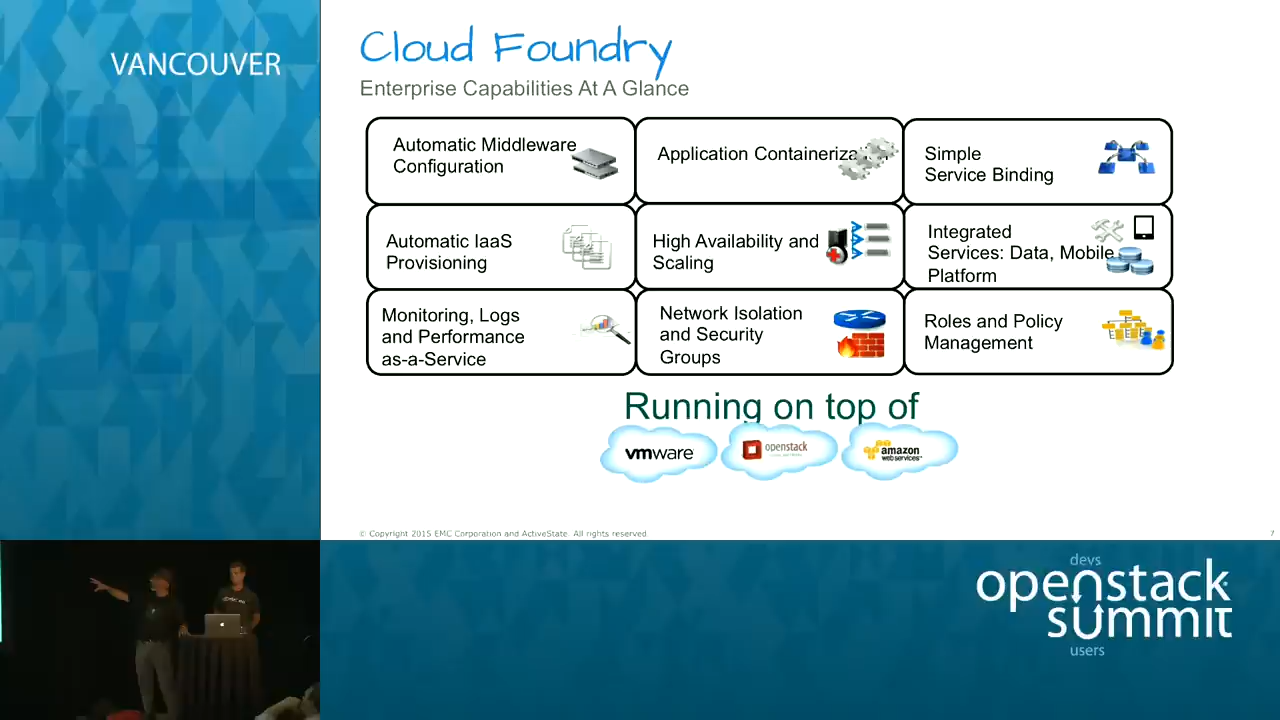 VANCOUVER
Cloud Foundry
Enterprise Capabilities At A Glance
Automatic Middleware
Configuration
Application Containeriza
Simple
Service Binding
Automatic IaaS
Provisioning
High Availability and
Scaling
Integrated
Services: Data, Mobile
Platform
Monitoring, Logs
and Performance
as-a-Service
Network Isolation
and Security
Groups
Roles and Policy
Management
Running on top of
vmware
openstack
amazon
web services™
© Copyright 2015 EMC Corporation and ActiveState. All rights reserved.
7
devs
openstack
summit
users